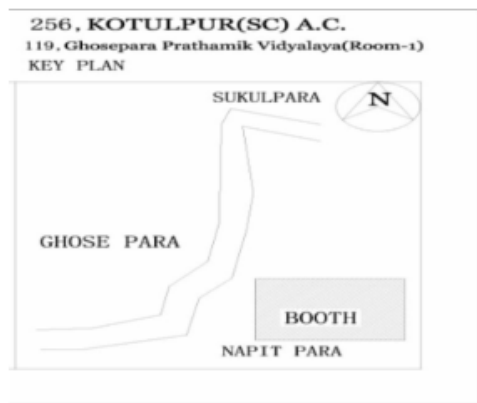 256, KOTULPUR(SC) A.C.
119, Ghosepara Prathamik Vidyalaya(Room-1)
KEY PLAN
SUKULPARA
N
GHOSE PARA
BOOTH
NAPIT PARA